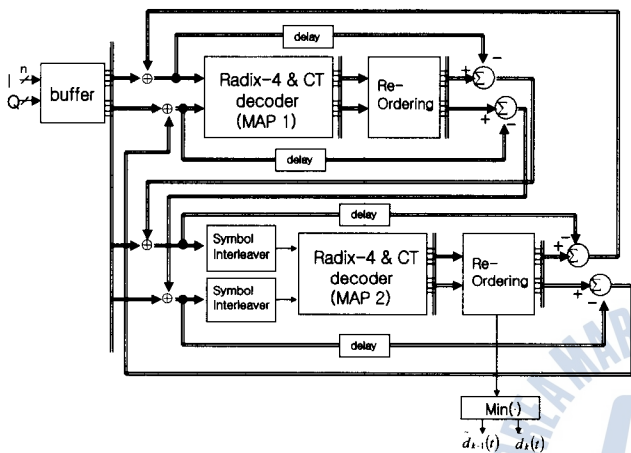 delay
n
I
Q
buffer
Radix-4 & CT
decoder
(MAP 1)
Re-
Ordering
+
−
Σ
+
−
Σ
delay
delay
Symbol
Interleaver
Symbol
Interleaver
Radix-4 & CT
decoder
(MAP 2)
Re-
Ordering
+
−
Σ
+
−
Σ
delay
Min(·)
d̃ₖ₋₁(t) d̃ₖ(t)